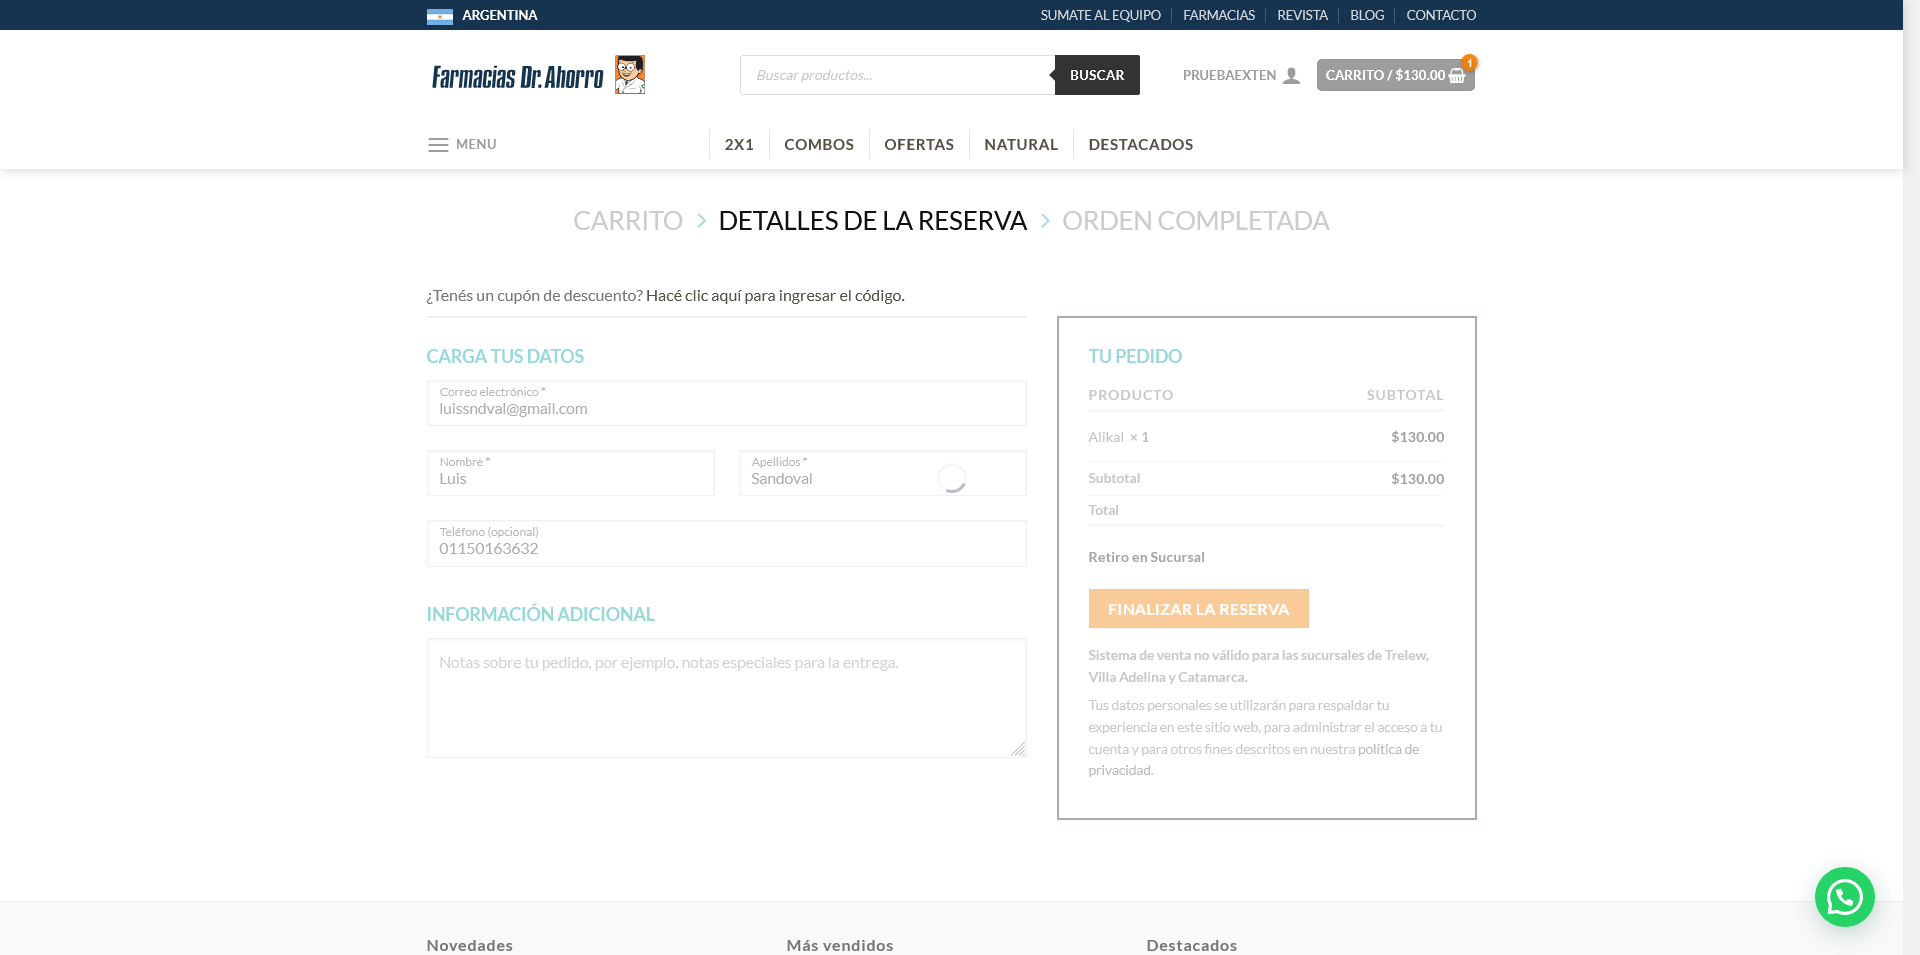 ARGENTINA
SUMATE AL EQUIPO
FARMACIAS
REVISTA
BLOG
CONTACTO
Farmacias Dr. Ahorro
Buscar productos...
BUSCAR
PRUEBAEXTEN
CARRITO / $130.00
1
MENU
2X1
COMBOS
OFERTAS
NATURAL
DESTACADOS
CARRITO
DETALLES DE LA RESERVA
ORDEN COMPLETADA
¿Tenés un cupón de descuento? Hacé clic aquí para ingresar el código.
CARGA TUS DATOS
Correo electrónico *
luissndval@gmail.com
Nombre *
Luis
Apellidos *
Sandoval
Teléfono (opcional)
01150163632
INFORMACIÓN ADICIONAL
Notas sobre tu pedido, por ejemplo, notas especiales para la entrega.
TU PEDIDO
PRODUCTO SUBTOTAL
Alikal × 1 $130.00
Subtotal $130.00
Total
Retiro en Sucursal
FINALIZAR LA RESERVA
Sistema de venta no válido para las sucursales de Trelew,
Villa Adelina y Catamarca.
Tus datos personales se utilizarán para respaldar tu
experiencia en este sitio web, para administrar el acceso a tu
cuenta y para otros fines descritos en nuestra política de
privacidad.
Novedades
Más vendidos
Destacados